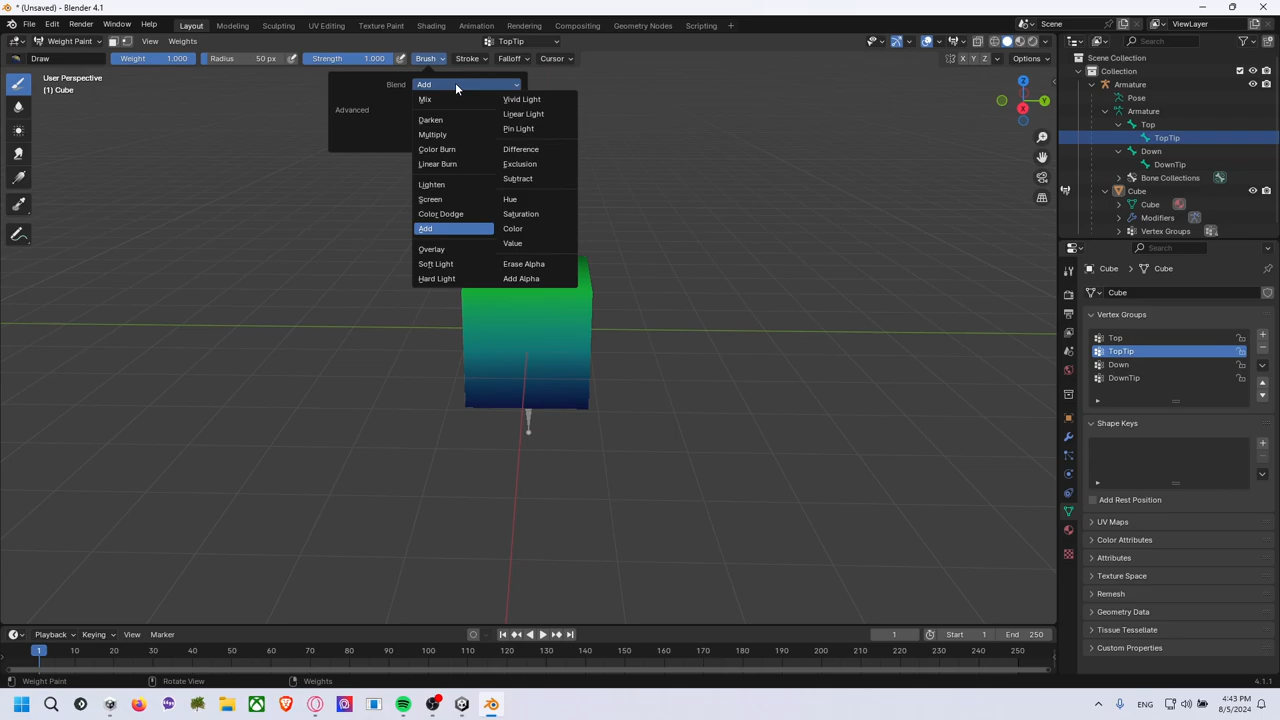 * (Unsaved) - Blender 4.1
File Edit Render Window Help Layout Modeling Sculpting UV Editing Texture Paint Shading Animation Rendering Compositing Geometry Nodes Scripting + Scene ViewLayer
Weight Paint View Weights TopTip Search
Draw Weight 1.000 Radius 50 px Strength 1.000 Brush Stroke Falloff Cursor X Y Z Options
Scene Collection
Collection
Armature
Pose
Armature
Top
TopTip
Down
DownTip
Bone Collections
Cube
Cube
Modifiers
Vertex Groups
User Perspective
(1) Cube
Z
Y
X
Blend Add
Advanced
Mix
Darken
Multiply
Color Burn
Linear Burn
Lighten
Screen
Color Dodge
Add
Overlay
Soft Light
Hard Light
Vivid Light
Linear Light
Pin Light
Difference
Exclusion
Subtract
Hue
Saturation
Color
Value
Erase Alpha
Add Alpha
Search
Cube Cube
Cube
Vertex Groups
Top
TopTip
Down
DownTip
Shape Keys
Add Rest Position
UV Maps
Color Attributes
Attributes
Texture Space
Remesh
Geometry Data
Tissue Tessellate
Custom Properties
Playback Keying View Marker 1 Start 1 End 250
1 10 20 30 40 50 60 70 80 90 100 110 120 130 140 150 160 170 180 190 200 210 220 230 240 250
Weight Paint Rotate View Weights 4.1.1
ENG 4:43 PM
8/5/2024